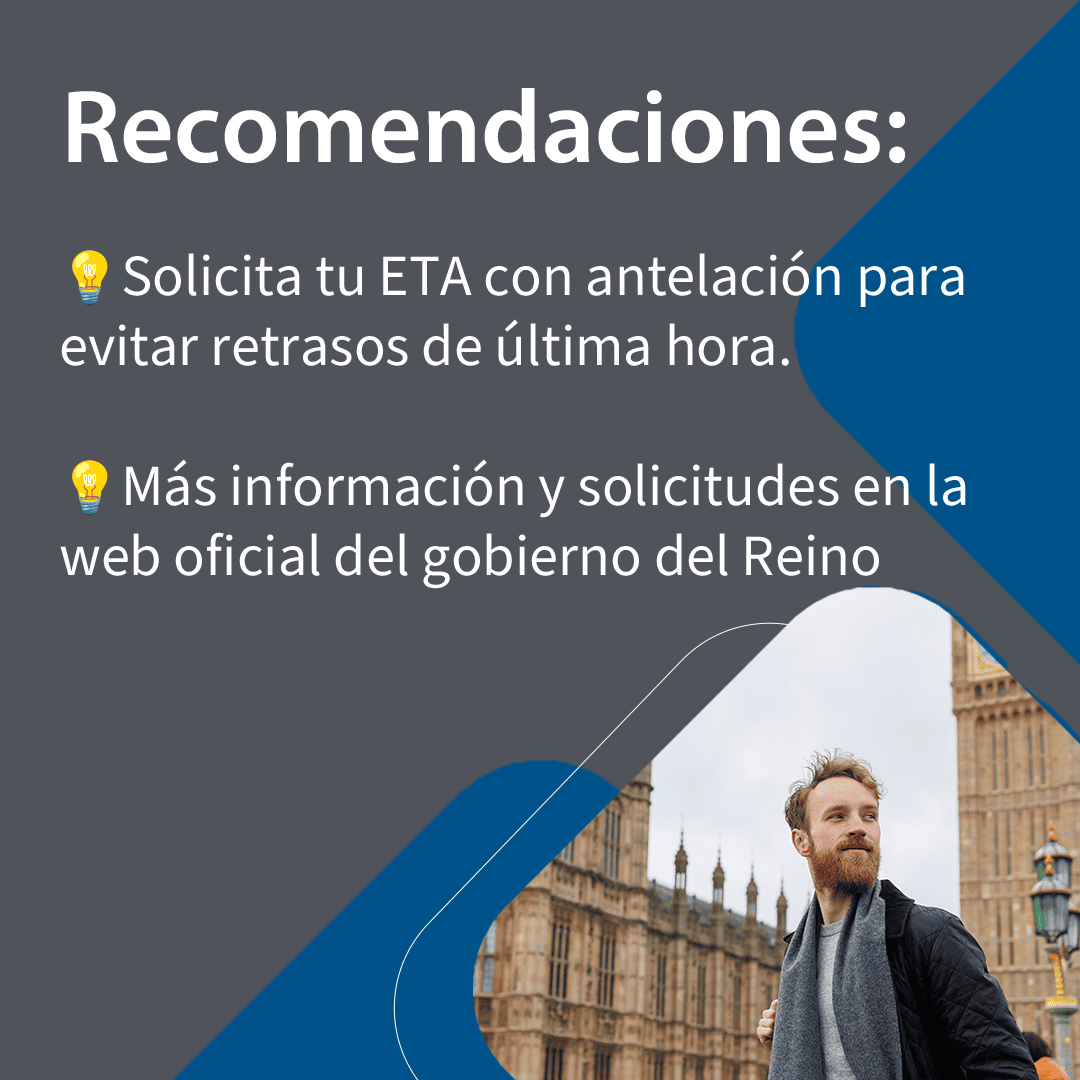 Recomendaciones:
💡Solicita tu ETA con antelación para
evitar retrasos de última hora.
💡Más información y solicitudes en la
web oficial del gobierno del Reino